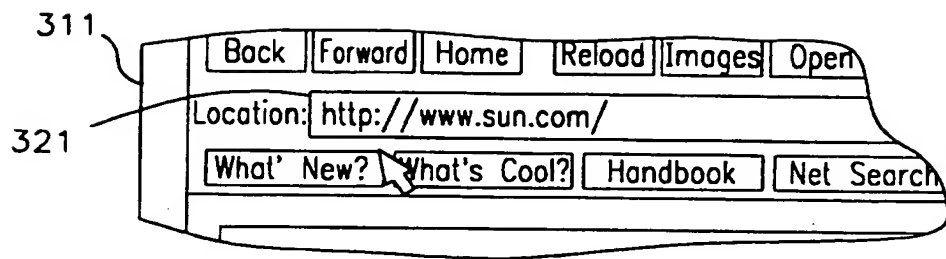 311
Back Forward Home Reload Images Open
Location: http://www.sun.com/
321
What' New? What's Cool? Handbook Net Search